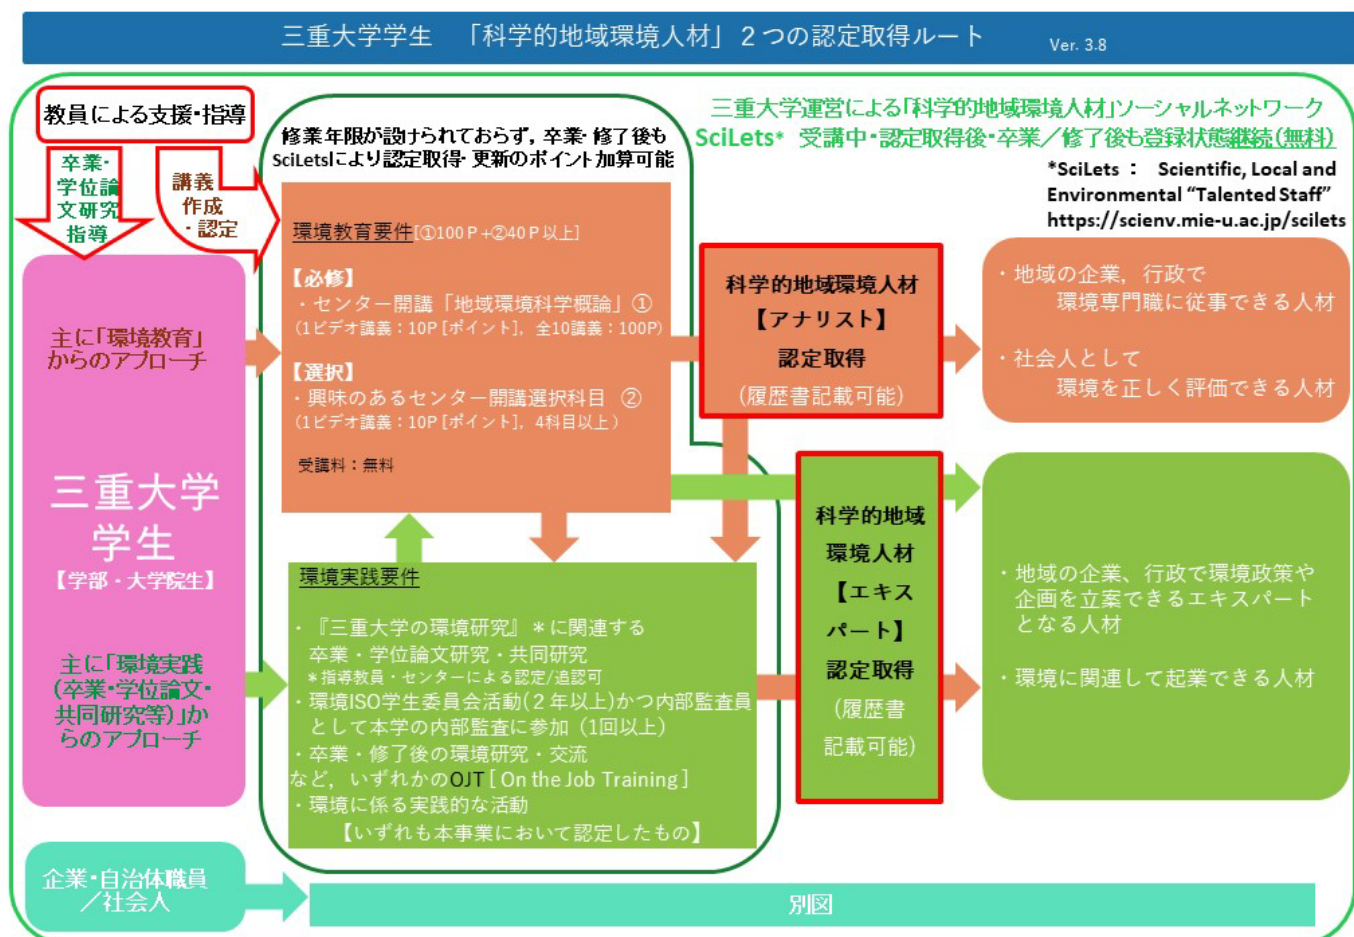 三重大学学生 「科学的地域環境人材」２つの認定取得ルート Ver. 3.8
教員による支援・指導
卒業・
学位論
文研究
指導
講義
作成
・認定
修業年限が設けられておらず，卒業・修了後も
SciLetsにより認定取得・更新のポイント加算可能
三重大学運営による「科学的地域環境人材」ソーシャルネットワーク
SciLets* 受講中・認定取得後・卒業／修了後も登録状態継続(無料)
*SciLets ： Scientific, Local and
Environmental “Talented Staff”
https://scienv.mie-u.ac.jp/scilets
主に「環境教育」
からのアプローチ
三重大学
学生
【学部・大学院生】
主に「環境実践
(卒業・学位論文・
共同研究等)」か
らのアプローチ
環境教育要件[①100Ｐ+②40Ｐ以上]
【必修】
・センター開講「地域環境科学概論」①
(1ビデオ講義：10P [ポイント]，全10講義：100P)
【選択】
・興味のあるセンター開講選択科目 ②
(1ビデオ講義：10P [ポイント]，4科目以上）
受講料：無料
環境実践要件
・『三重大学の環境研究』＊に関連する
卒業・学位論文研究・共同研究
＊指導教員・センターによる認定/追認可
・環境ISO学生委員会活動(２年以上)かつ内部監査員
として本学の内部監査に参加（1回以上）
・卒業・修了後の環境研究・交流
など，いずれかのOJT [ On the Job Training ]
・環境に係る実践的な活動
【いずれも本事業において認定したもの】
科学的地域環境人材
【アナリスト】
認定取得
(履歴書記載可能)
科学的地域
環境人材
【エキス
パート】
認定取得
(履歴書
記載可能)
・地域の企業，行政で
環境専門職に従事できる人材
・社会人として
環境を正しく評価できる人材
・地域の企業、行政で環境政策や
企画を立案できるエキスパート
となる人材
・環境に関連して起業できる人材
企業・自治体職員
／社会人
別図